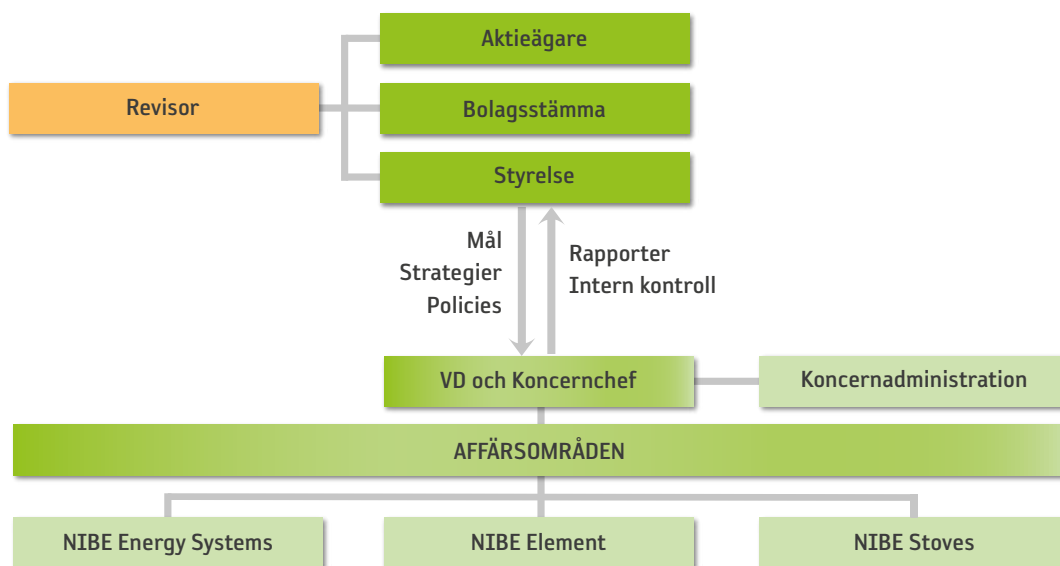 Aktieägare
Revisor
Bolagsstämma
Styrelse
Mål
Strategier
Policies
Rapporter
Intern kontroll
VD och Koncernchef
Koncernadministration
AFFÄRSOMRÅDEN
NIBE Energy Systems
NIBE Element
NIBE Stoves